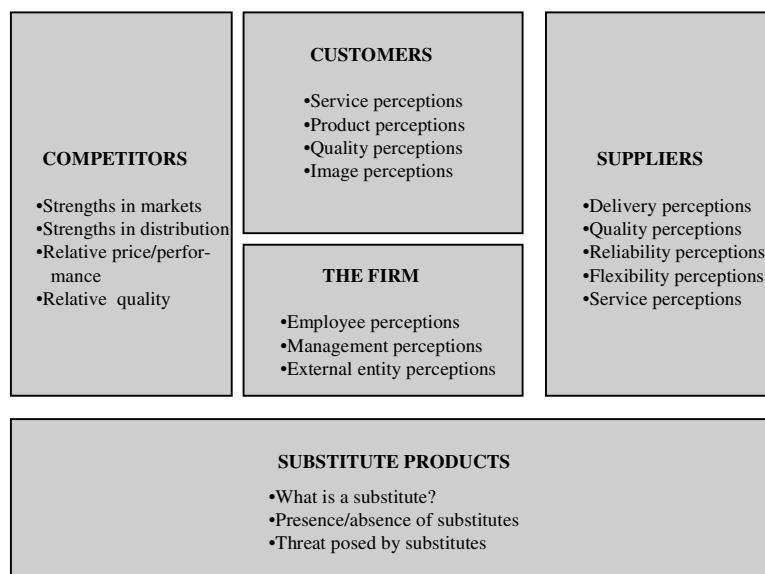 COMPETITORS
•Strengths in markets
•Strengths in distribution
•Relative price/perfor-
mance
•Relative quality
CUSTOMERS
•Service perceptions
•Product perceptions
•Quality perceptions
•Image perceptions
THE FIRM
•Employee perceptions
•Management perceptions
•External entity perceptions
SUPPLIERS
•Delivery perceptions
•Quality perceptions
•Reliability perceptions
•Flexibility perceptions
•Service perceptions
SUBSTITUTE PRODUCTS
•What is a substitute?
•Presence/absence of substitutes
•Threat posed by substitutes